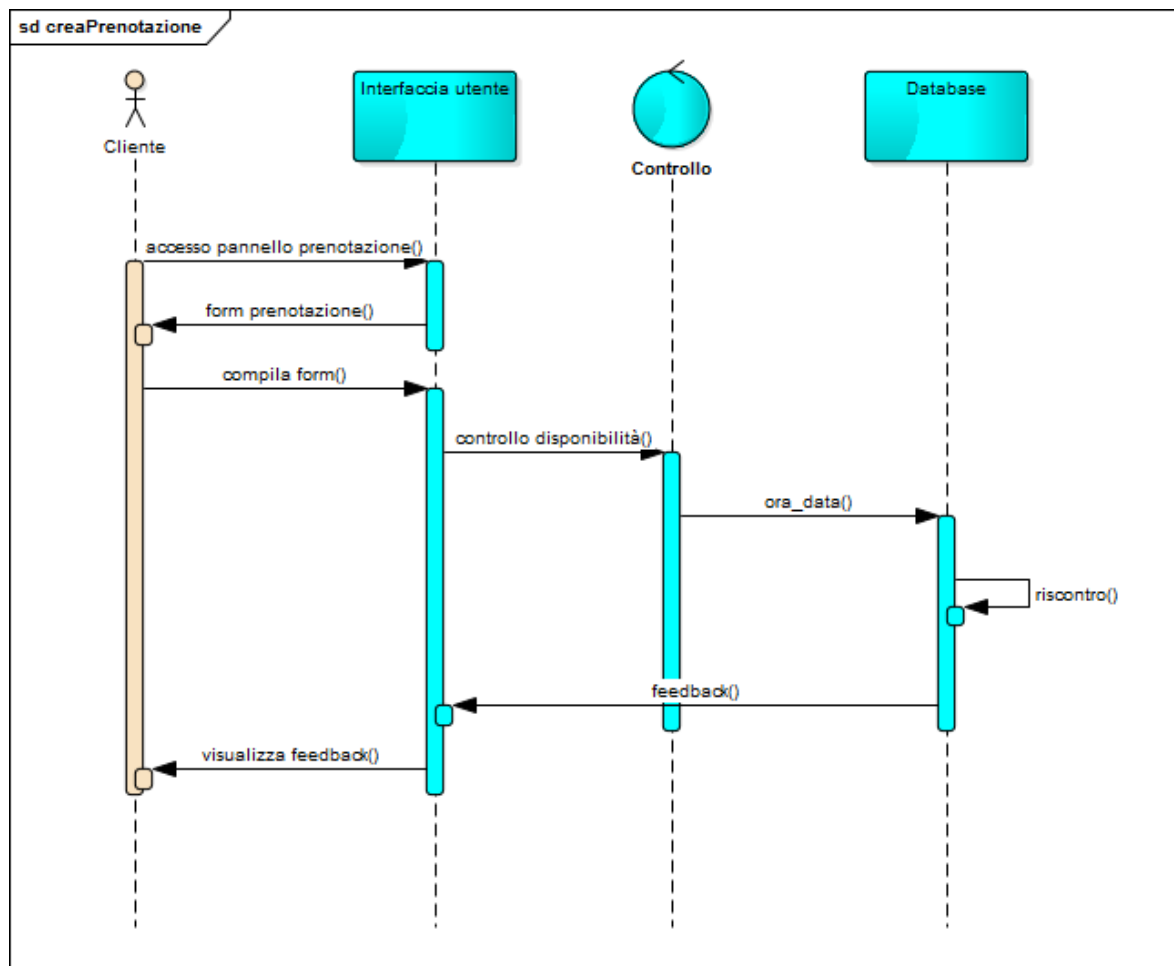 sd creaPrenotazione
Cliente
Interfaccia utente
Controllo
Database
accesso pannello prenotazione()
form prenotazione()
compila form()
controllo disponibilità()
ora_data()
riscontro()
feedback()
visualizza feedback()